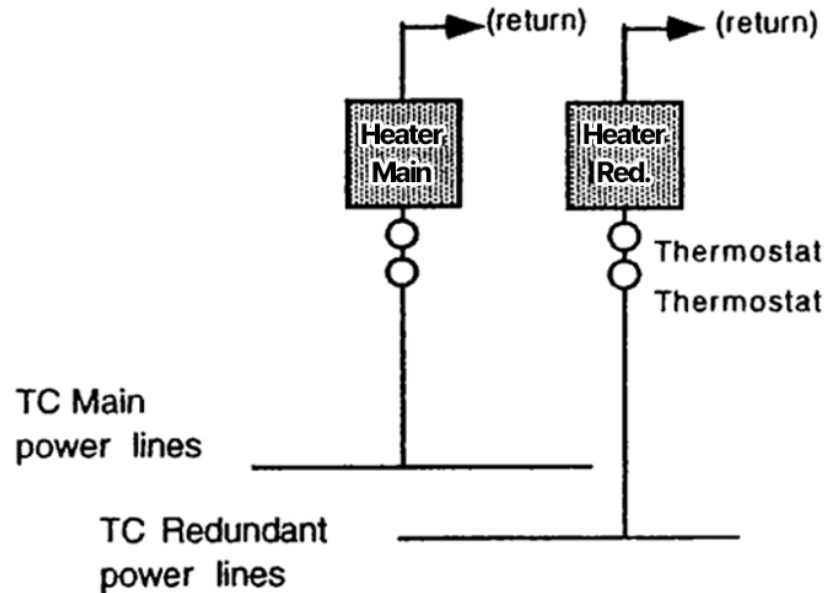 (return)
(return)
Heater
Main
Heater
Red.
Thermostat
Thermostat
TC Main
power lines
TC Redundant
power lines